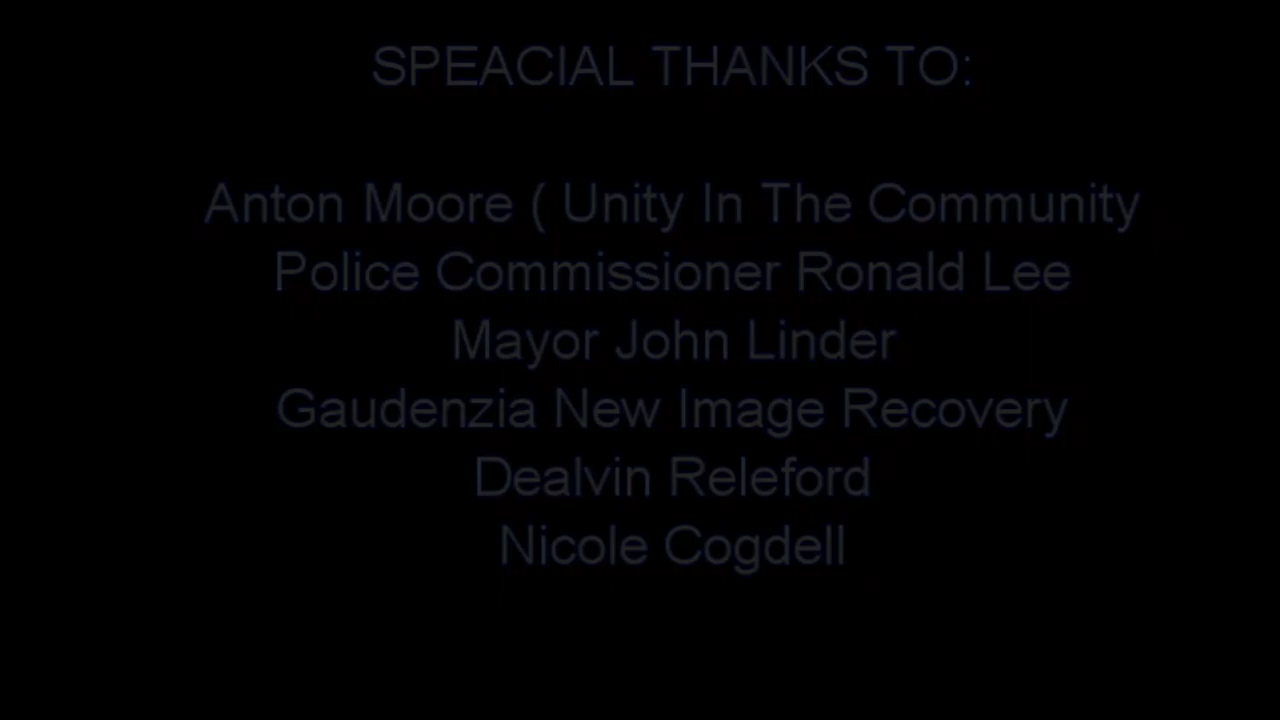 SPEACIAL THANKS TO:
Anton Moore ( Unity In The Community
Police Commissioner Ronald Lee
Mayor John Linder
Gaudenzia New Image Recovery
Dealvin Releford
Nicole Cogdell